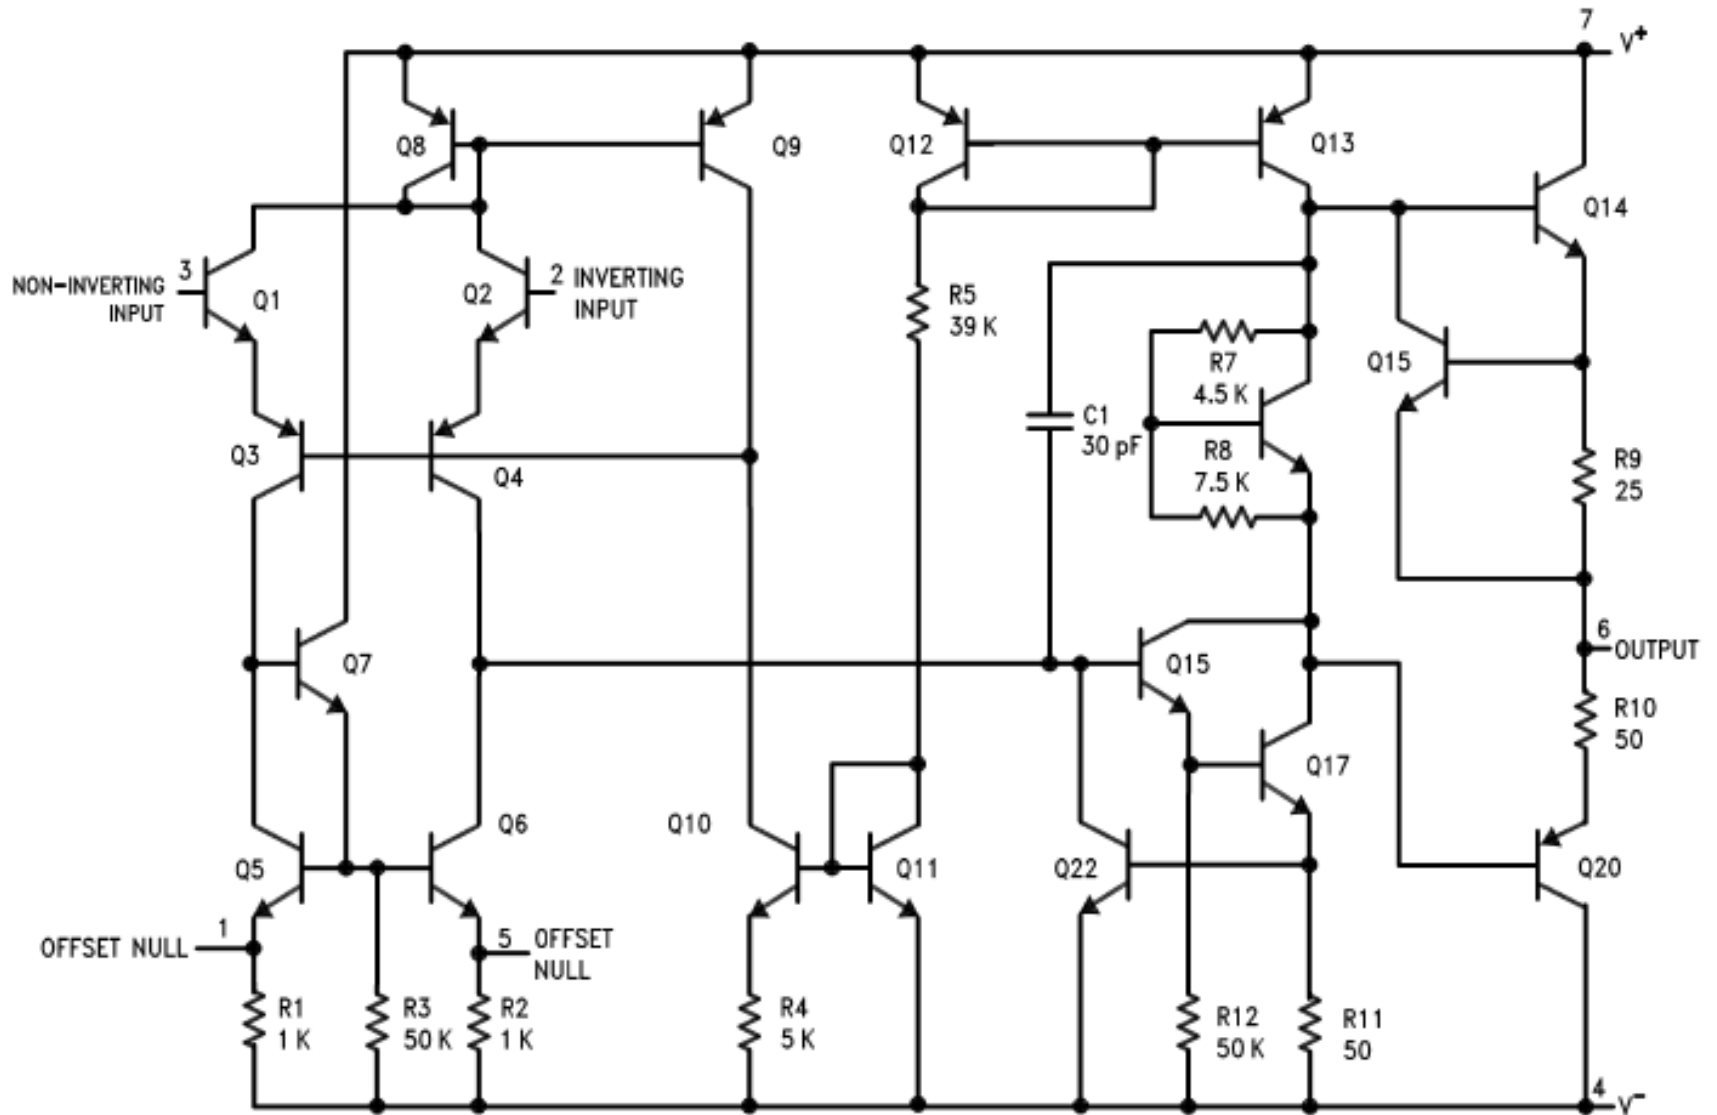 7
V+
Q8
Q9
Q12
Q13
Q14
3
NON-INVERTING
INPUT
Q1
Q2
2 INVERTING
INPUT
R5
39 K
R7
4.5 K
Q15
C1
30 pF
R8
7.5 K
Q3
Q4
R9
25
6
OUTPUT
Q7
Q15
R10
50
Q17
Q5
Q6
Q10
Q11
Q22
Q20
1
OFFSET NULL
5 OFFSET
NULL
R1
1 K
R3
50 K
R2
1 K
R4
5 K
R12
50 K
R11
50
4
V-